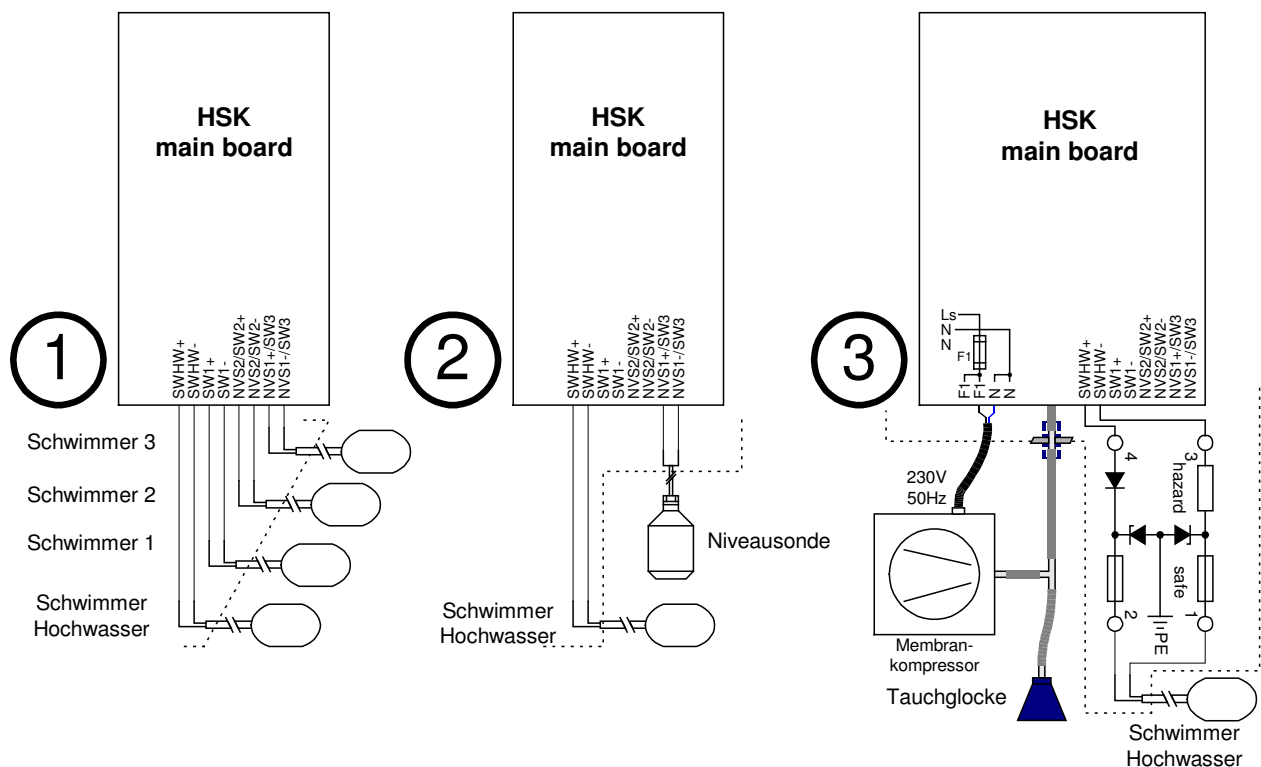 HSK
main board
1
SWHW+
SWHW-
SW1+
SW1-
NVS2/SW2+
NVS2/SW2-
NVS1+/SW3
NVS1-/SW3
Schwimmer 3
Schwimmer 2
Schwimmer 1
Schwimmer
Hochwasser
HSK
main board
2
SWHW+
SWHW-
SW1+
SW1-
NVS2/SW2+
NVS2/SW2-
NVS1+/SW3
NVS1-/SW3
Niveausonde
Schwimmer
Hochwasser
HSK
main board
3
Ls
N
N
F1
F1
F1
N
N
SWHW+
SWHW-
SW1+
SW1-
NVS2/SW2+
NVS2/SW2-
NVS1+/SW3
NVS1-/SW3
230V
50Hz
4
3
hazard
safe
2
1
PE
Membran-
kompressor
Tauchglocke
Schwimmer
Hochwasser